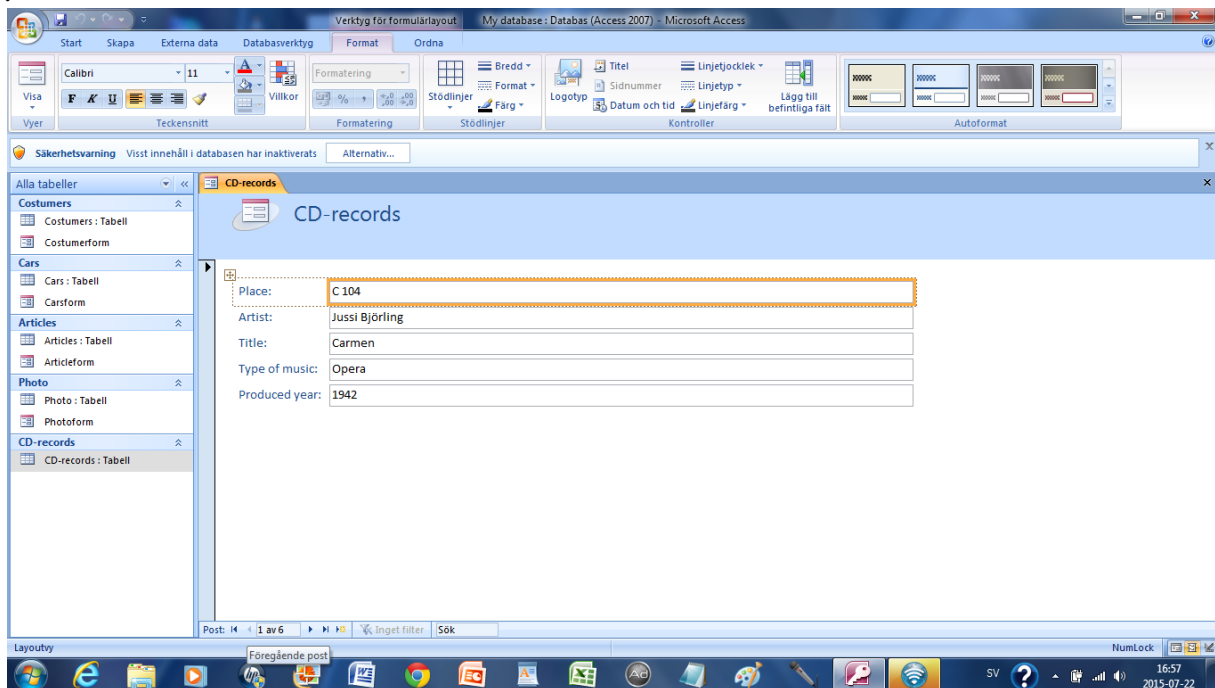 Verktyg för formulärlayout My database : Databas (Access 2007) - Microsoft Access
Start Skapa Externa data Databasverktyg Format Ordna
Visa
Vyer
Calibri 11
F K U
A
Villkor
Teckensnitt
Formatering
Formatering
Stödlinjer
Bredd
Format
Färg
Stödlinjer
Logotyp
Titel
Sidnummer
Datum och tid
Linjetjocklek
Linjetyp
Linjefärg
Lägg till
befintliga fält
Kontroller
Autoformat
Säkerhetsvarning Visst innehåll i databasen har inaktiverats Alternativ...
Alla tabeller
Costumers
Costumers : Tabell
Costumerform
Cars
Cars : Tabell
Carsform
Articles
Articles : Tabell
Articleform
Photo
Photo : Tabell
Photoform
CD-records
CD-records : Tabell
CD-records
CD-records
Place: C 104
Artist: Jussi Björling
Title: Carmen
Type of music: Opera
Produced year: 1942
Post: 1 av 6 Inget filter Sök
Layoutvy NumLock
Föregående post
SV 16:57
2015-07-22